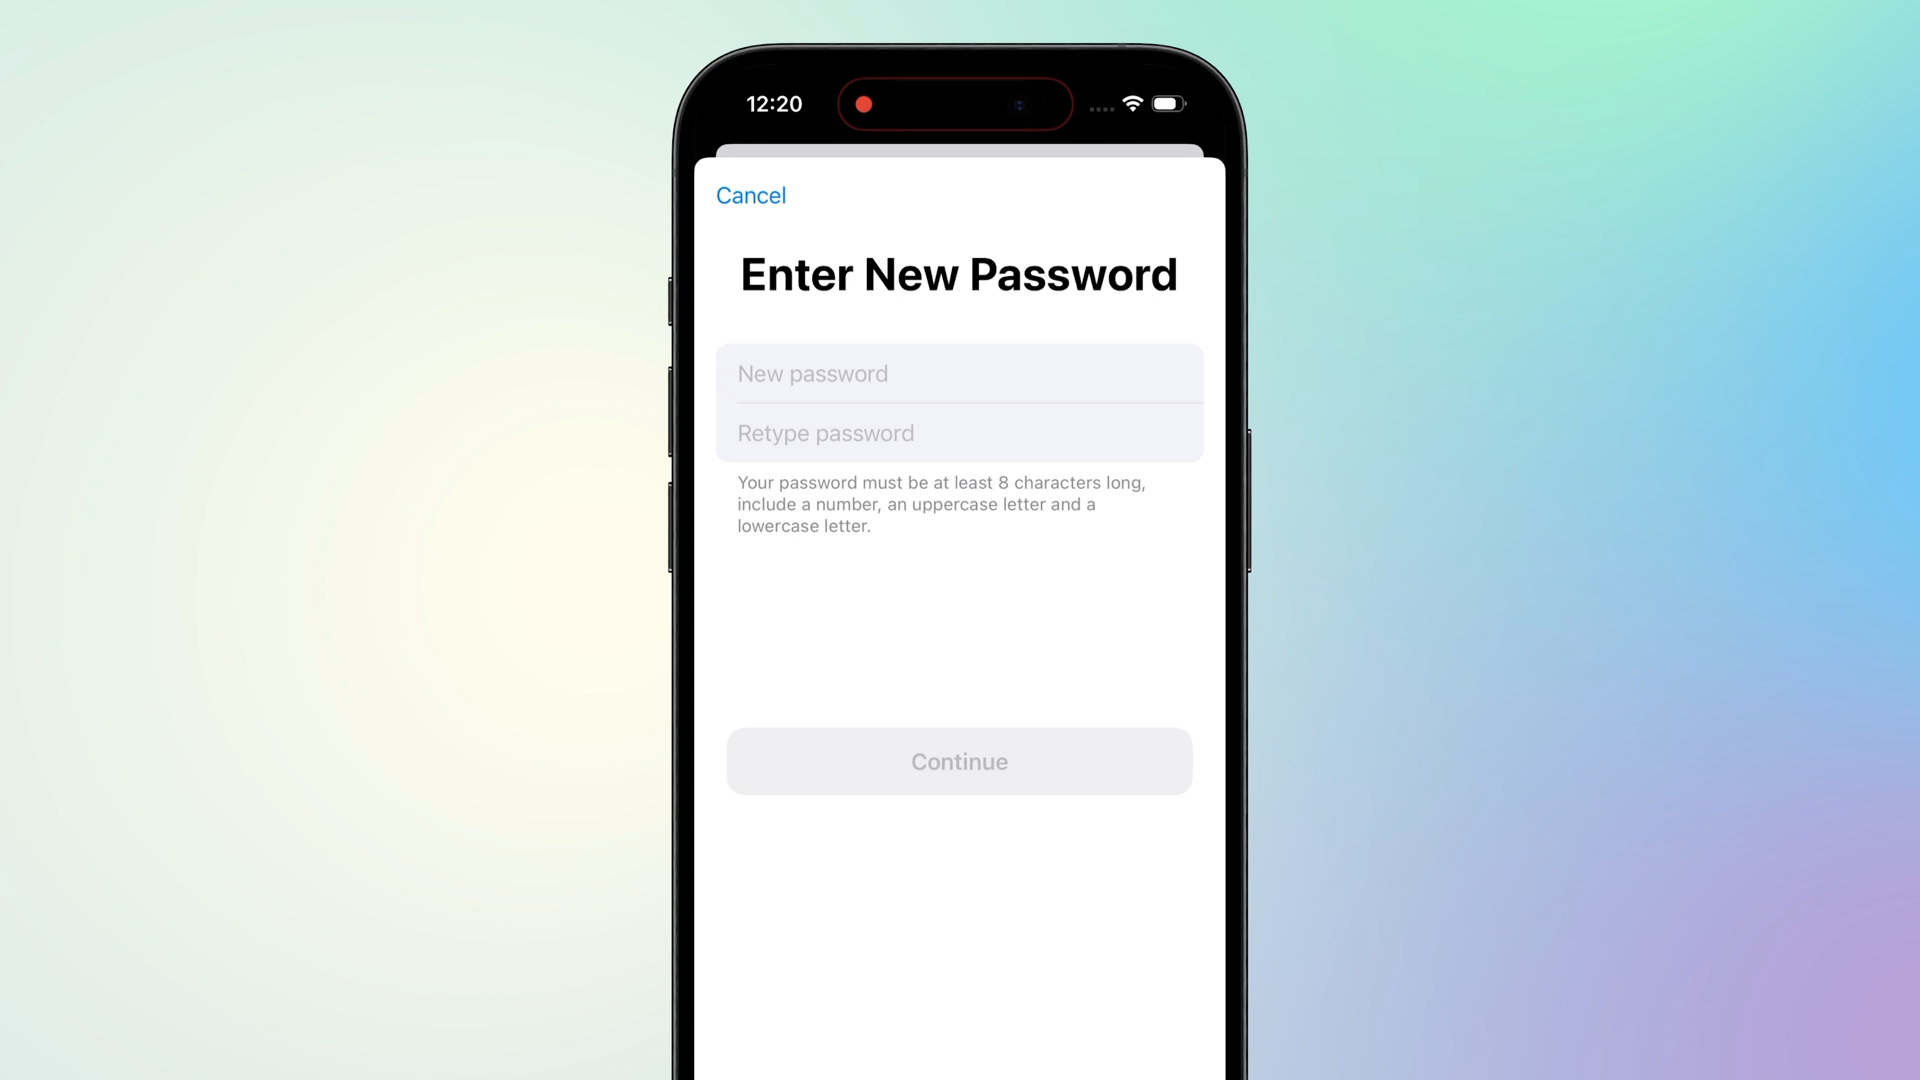 12:20
Cancel
Enter New Password
New password
Retype password
Your password must be at least 8 characters long,
include a number, an uppercase letter and a
lowercase letter.
Continue